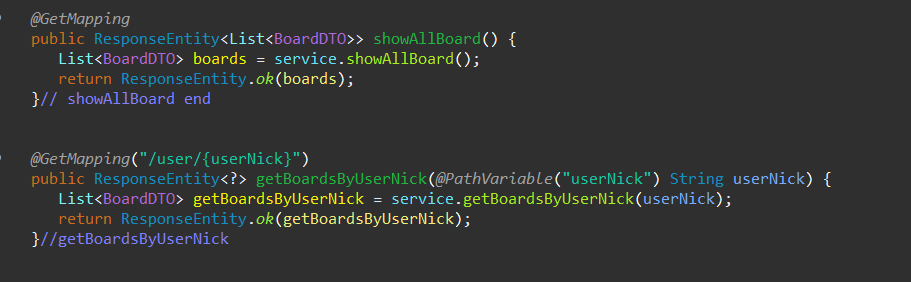 @GetMapping
public ResponseEntity<List<BoardDTO>> showAllBoard() {
List<BoardDTO> boards = service.showAllBoard();
return ResponseEntity.ok(boards);
}// showAllBoard end
@GetMapping("/user/{userNick}")
public ResponseEntity<?> getBoardsByUserNick(@PathVariable("userNick") String userNick) {
List<BoardDTO> getBoardsByUserNick = service.getBoardsByUserNick(userNick);
return ResponseEntity.ok(getBoardsByUserNick);
}//getBoardsByUserNick